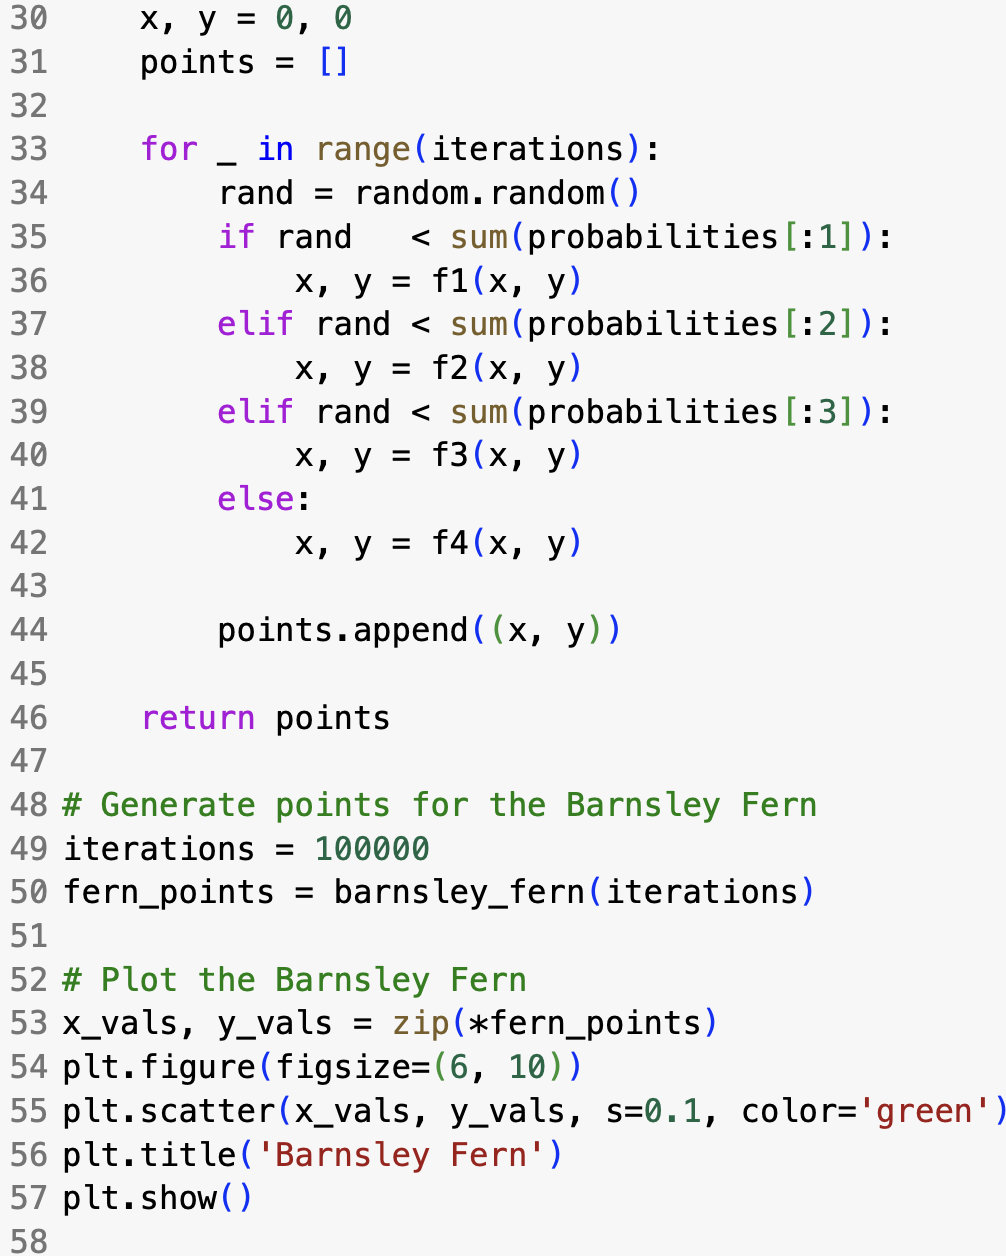 30     x, y = 0, 0
31     points = []
32
33     for _ in range(iterations):
34         rand = random.random()
35         if rand   < sum(probabilities[:1]):
36             x, y = f1(x, y)
37         elif rand < sum(probabilities[:2]):
38             x, y = f2(x, y)
39         elif rand < sum(probabilities[:3]):
40             x, y = f3(x, y)
41         else:
42             x, y = f4(x, y)
43
44         points.append((x, y))
45
46     return points
47
48 # Generate points for the Barnsley Fern
49 iterations = 100000
50 fern_points = barnsley_fern(iterations)
51
52 # Plot the Barnsley Fern
53 x_vals, y_vals = zip(*fern_points)
54 plt.figure(figsize=(6, 10))
55 plt.scatter(x_vals, y_vals, s=0.1, color='green')
56 plt.title('Barnsley Fern')
57 plt.show()
58